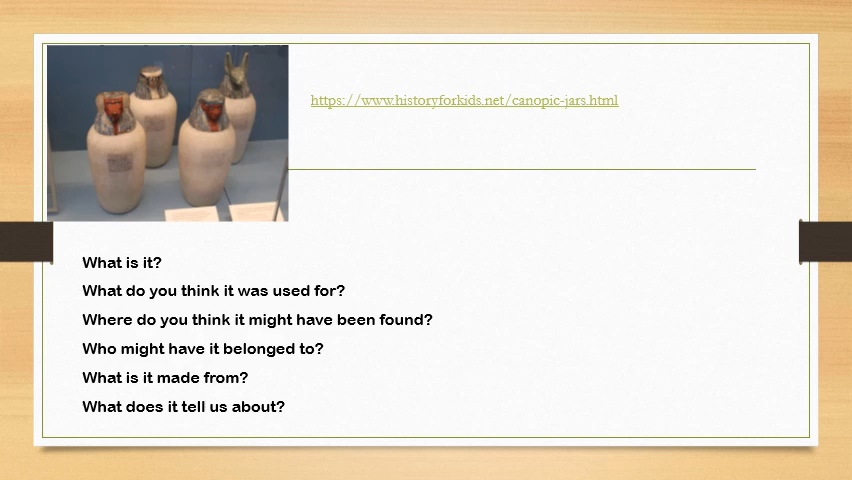 https://www.historyforkids.net/canopic-jars.html
What is it?
What do you think it was used for?
Where do you think it might have been found?
Who might have it belonged to?
What is it made from?
What does it tell us about?